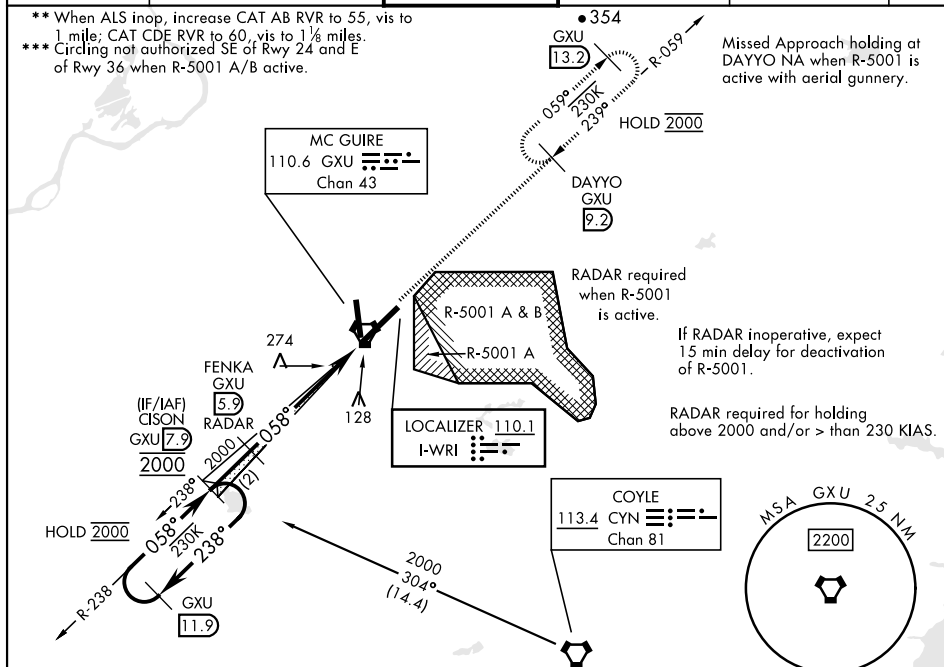 ** When ALS inop, increase CAT AB RVR to 55, vis to
1 mile; CAT CDE RVR to 60, vis to 1⅛ miles.
*** Circling not authorized SE of Rwy 24 and E
of Rwy 36 when R-5001 A/B active.
354
GXU
13.2
R-059
Missed Approach holding at
DAYYO NA when R-5001 is
active with aerial gunnery.
059°
230K
239°
HOLD 2000
MC GUIRE
110.6 GXU
Chan 43
DAYYO
GXU
9.2
RADAR required
when R-5001
is active.
R-5001 A & B
R-5001 A
If RADAR inoperative, expect
15 min delay for deactivation
of R-5001.
274
128
FENKA
GXU
5.9
RADAR
(IF/IAF)
CISON
GXU 7.9
2000
058°
2000
(2)
238°
LOCALIZER 110.1
I-WRI
RADAR required for holding
above 2000 and/or > than 230 KIAS.
HOLD 2000
058°
230K
238°
R-238
GXU
11.9
COYLE
113.4 CYN
Chan 81
2000
304°
(14.4)
MSA GXU 25 NM
2200